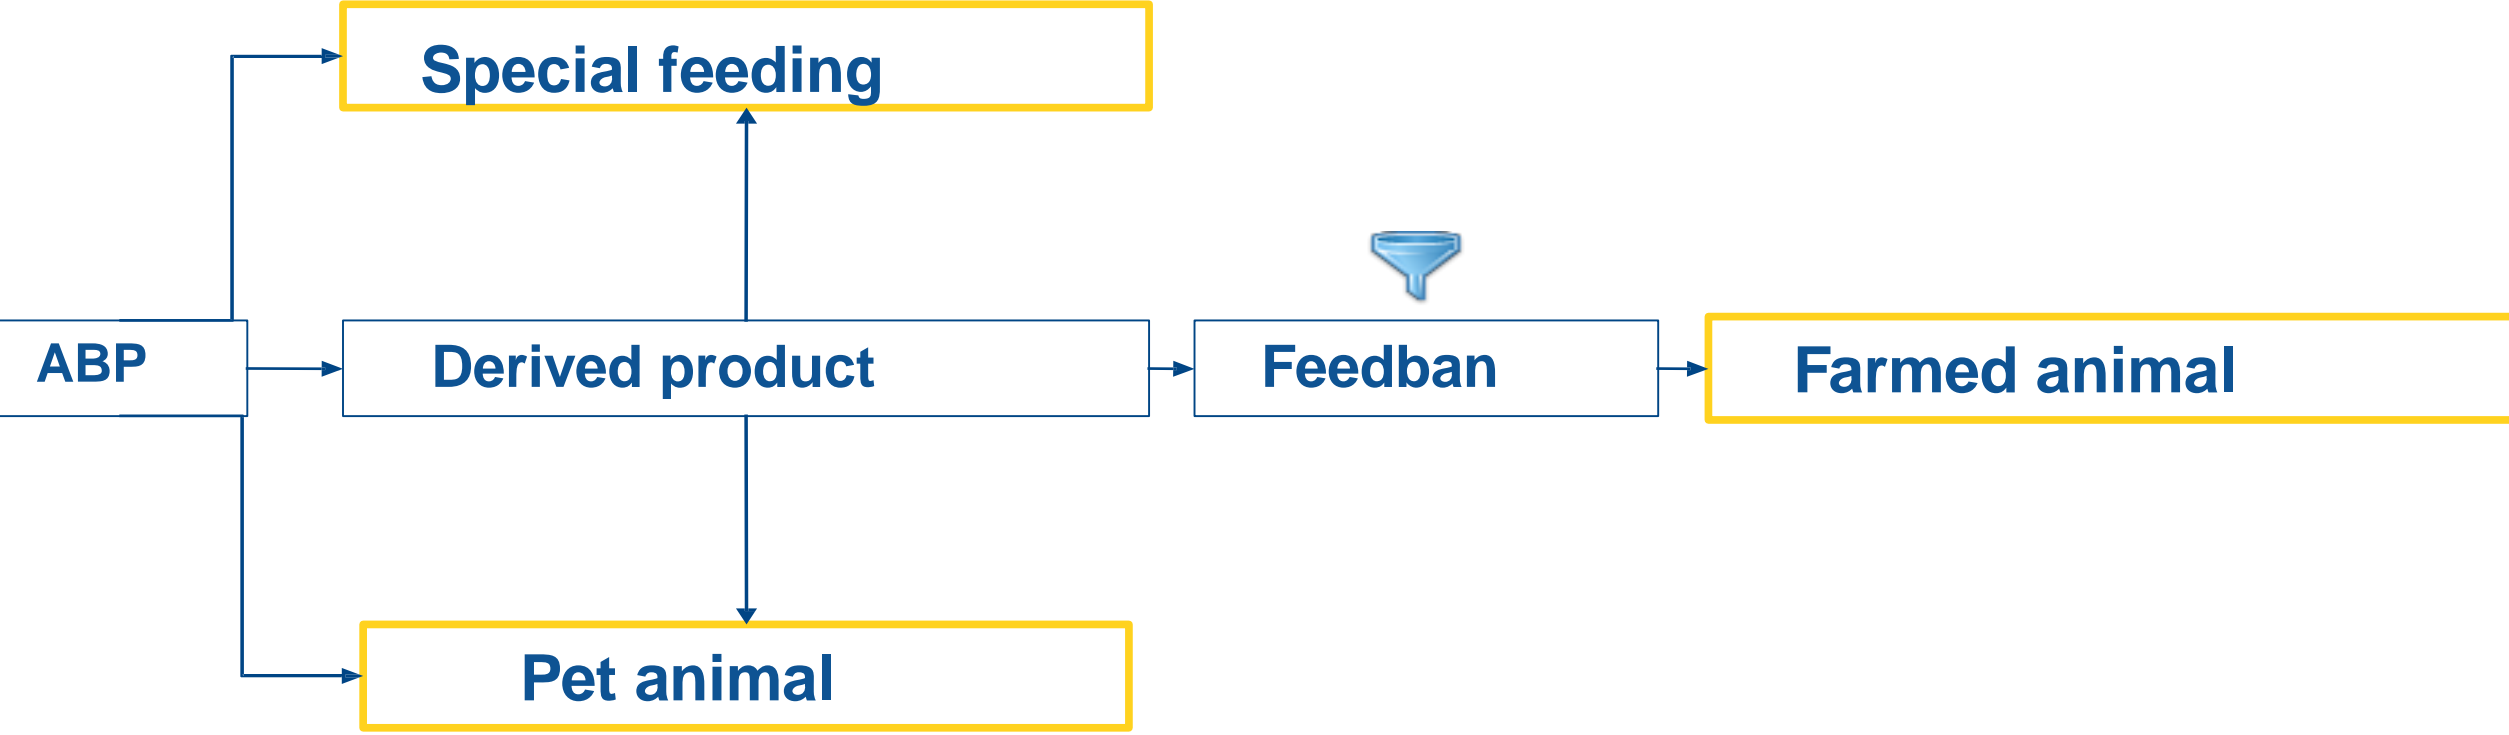 Special feeding
ABP
Derived product
Feedban
Farmed animal
Pet animal